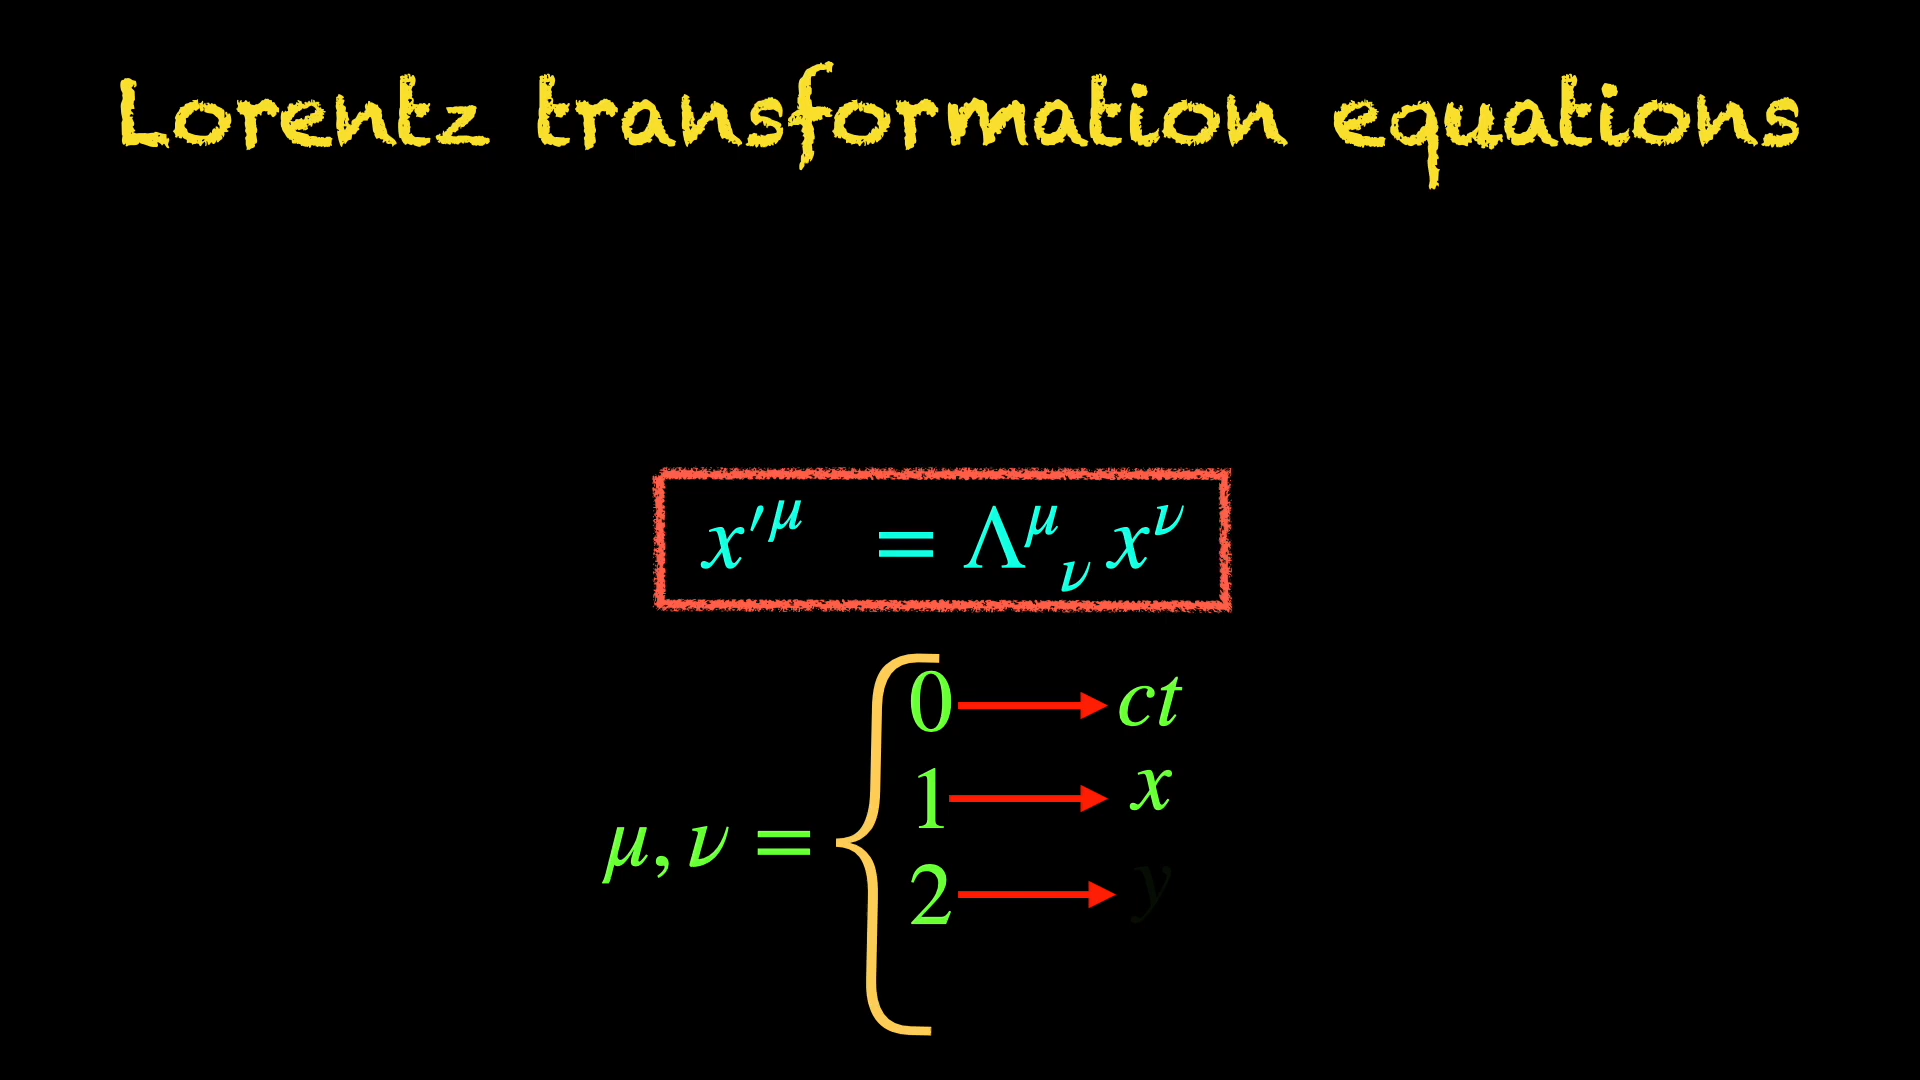 Lorentz transformation equations
x′^μ = Λ^μ_ν x^ν
0 → ct
1 → x
μ, ν =
2 → y